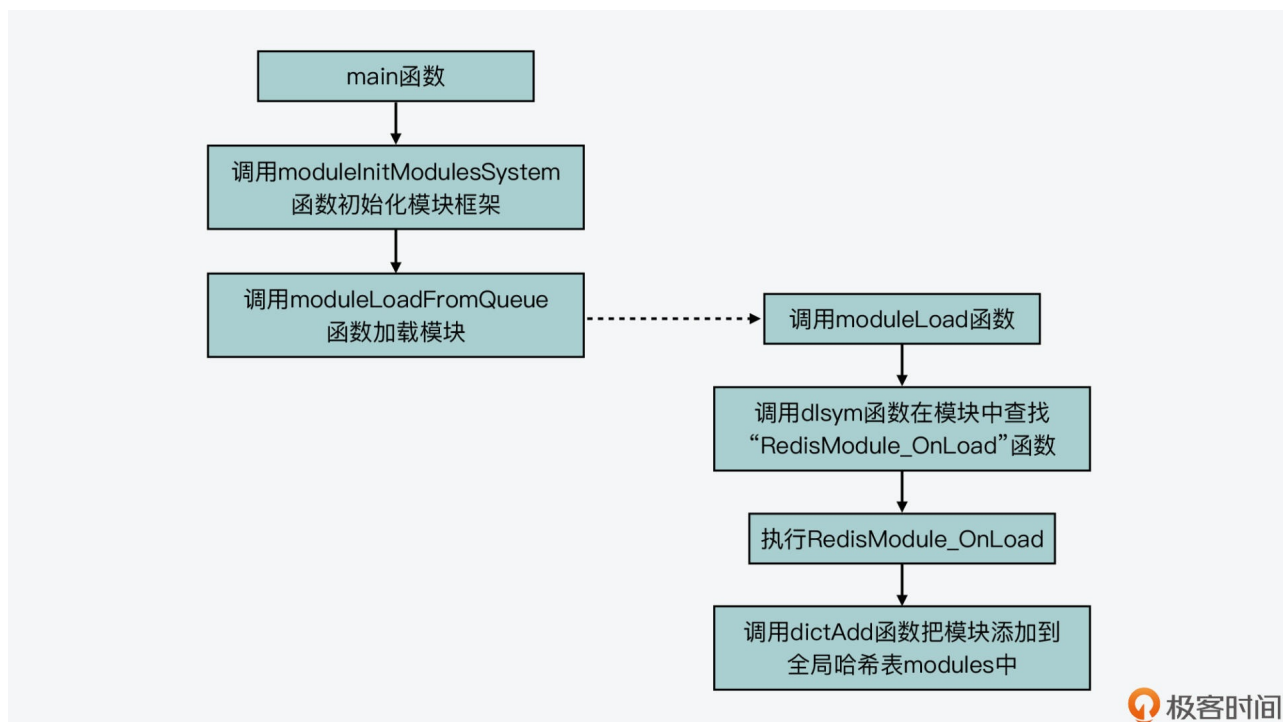 main函数
调用moduleInitModulesSystem
函数初始化模块框架
调用moduleLoadFromQueue
函数加载模块
调用moduleLoad函数
调用dlsym函数在模块中查找
“RedisModule_OnLoad”函数
执行RedisModule_OnLoad
调用dictAdd函数把模块添加到
全局哈希表modules中
极客时间